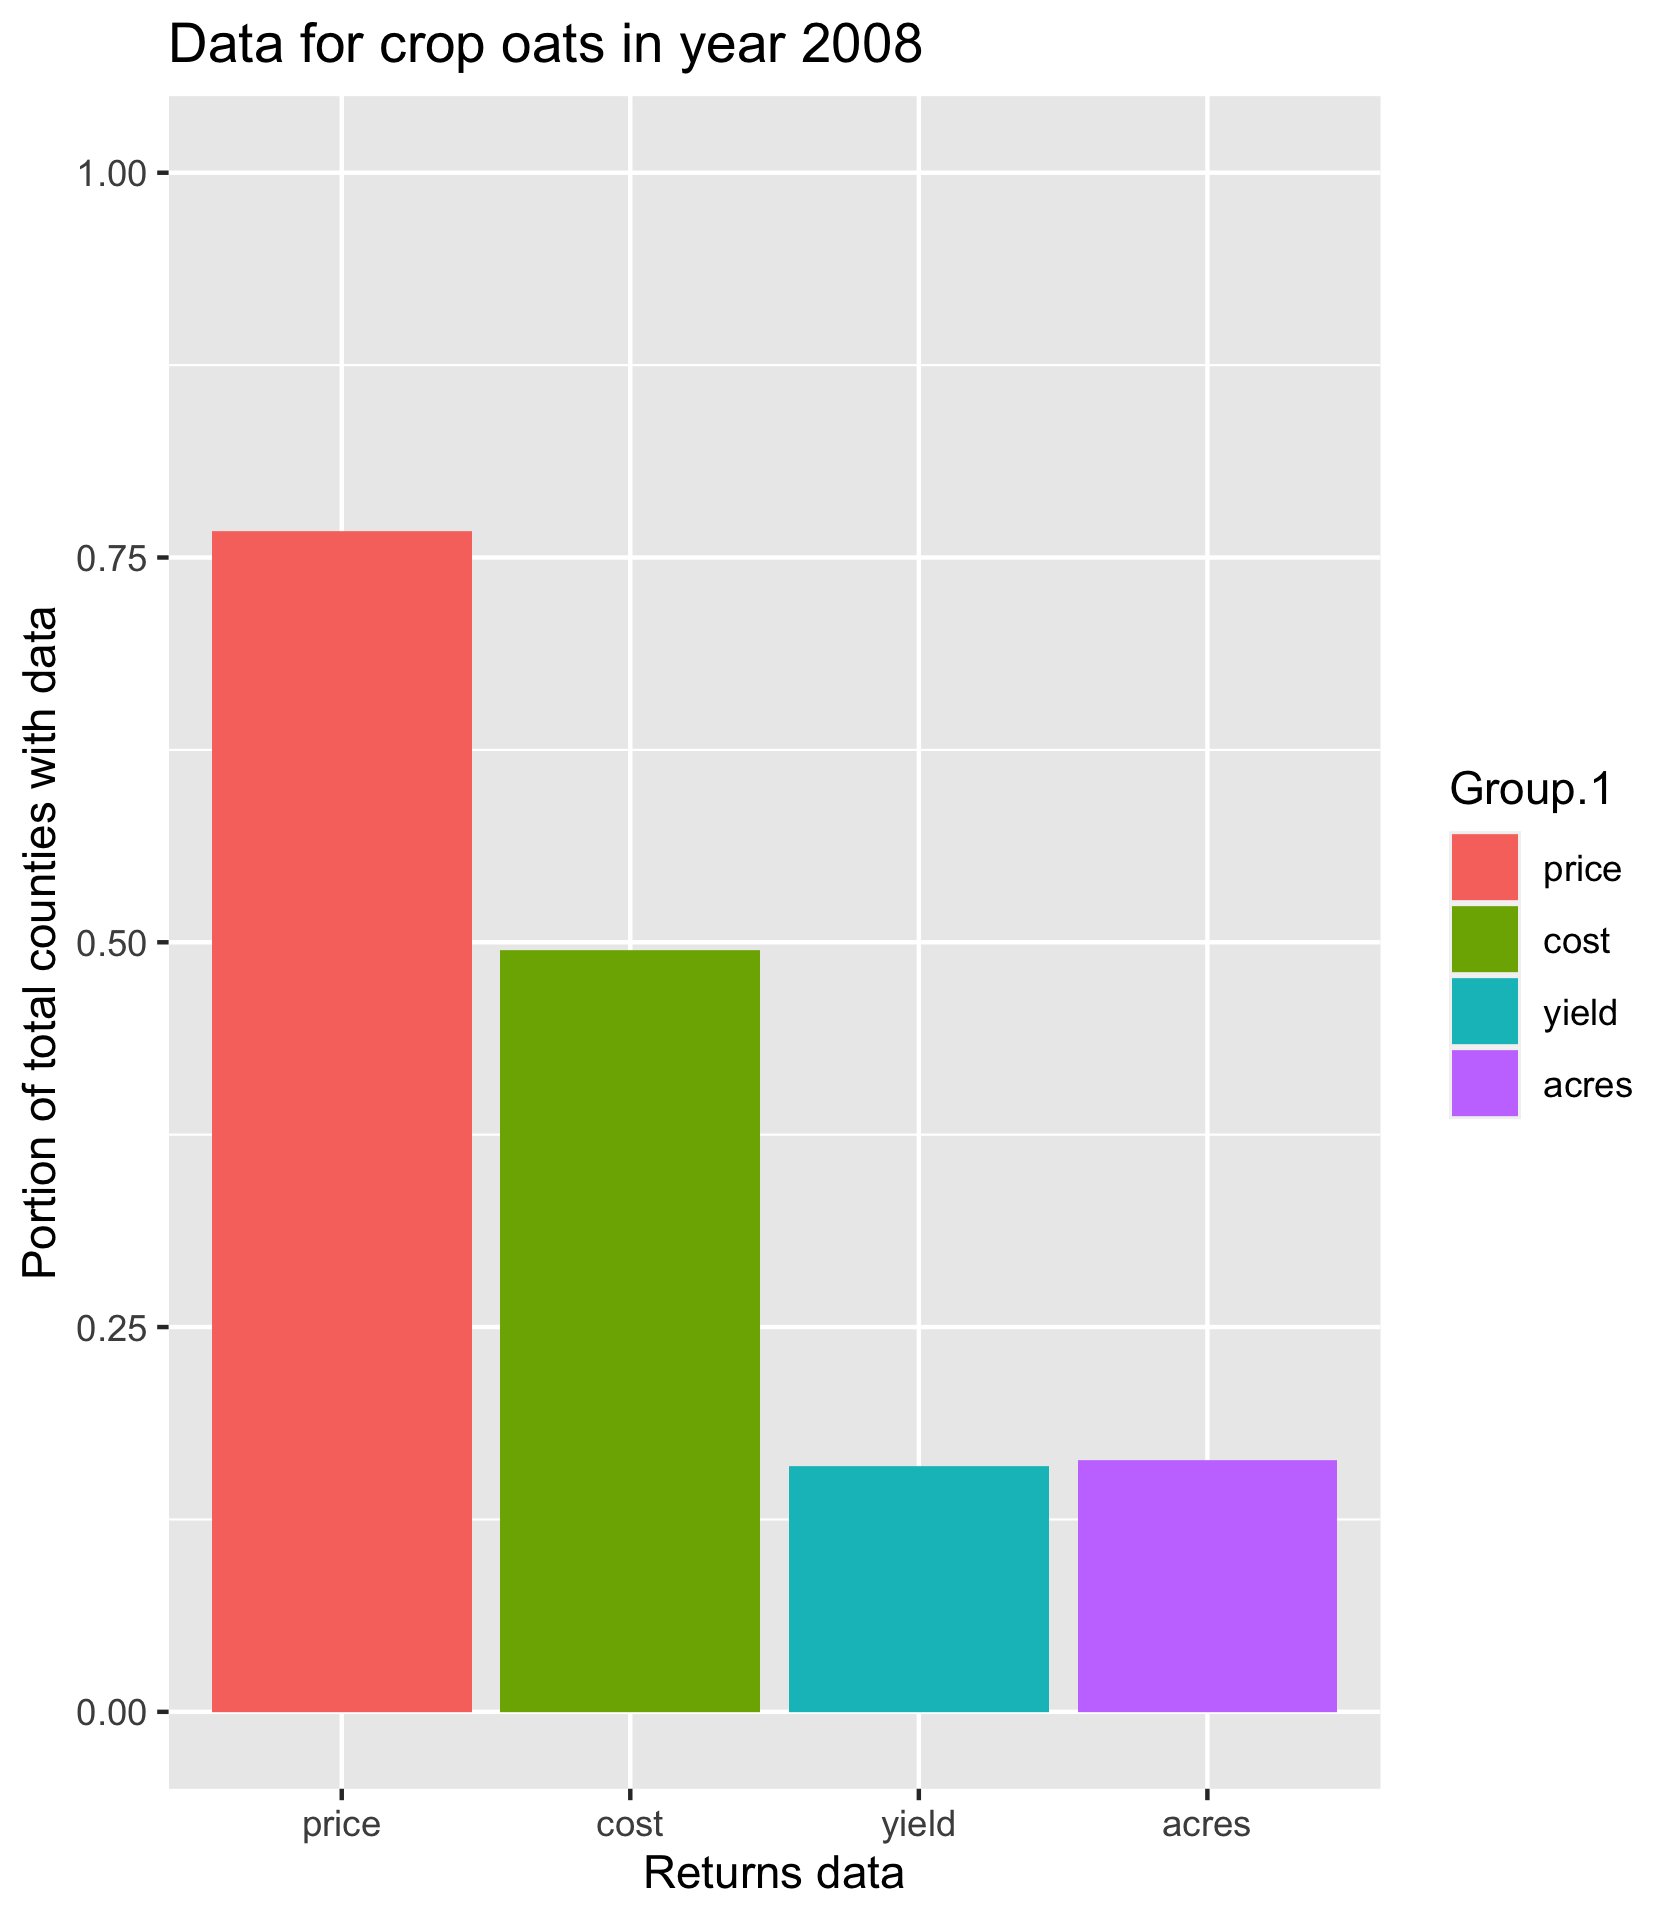 Data for crop oats in year 2008
Portion of total counties with data
1.00
0.75
0.50
0.25
0.00
price
cost
yield
acres
Returns data
Group.1
price
cost
yield
acres